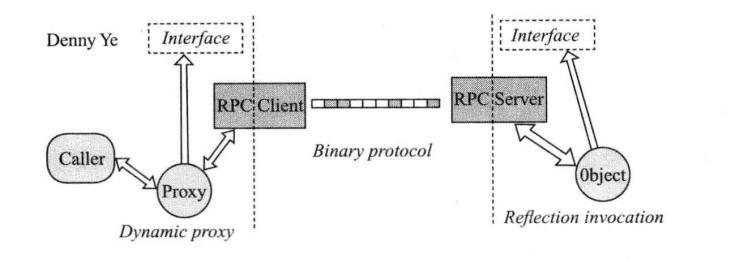 Denny Ye
Interface
Interface
RPC Client
RPC Server
Binary protocol
Caller
Proxy
0bject
Dynamic proxy
Reflection invocation